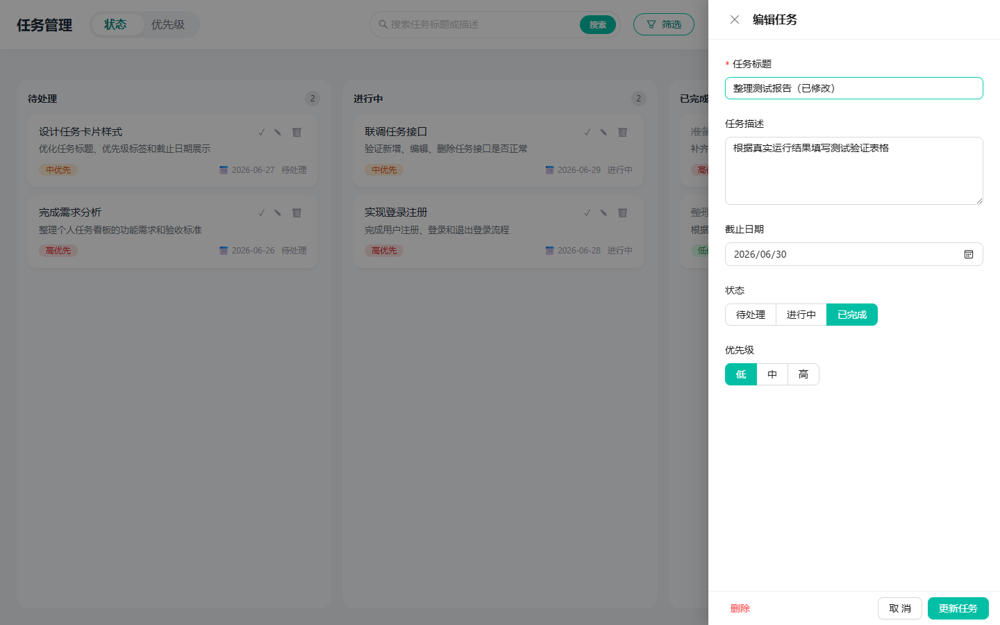 任务管理
状态
优先级
搜索任务标题或描述
搜索
筛选
待处理
2
设计任务卡片样式
优化任务标题、优先级标签和截止日期展示
中优先
2026-06-27
待处理
完成需求分析
整理个人任务看板的功能需求和验收标准
高优先
2026-06-26
待处理
进行中
2
联调任务接口
验证新增、编辑、删除任务接口是否正常
中优先
2026-06-29
进行中
实现登录注册
完成用户注册、登录和退出登录流程
高优先
2026-06-28
进行中
已完成
准备
补齐
高
整理
根据
低
编辑任务
* 任务标题
整理测试报告（已修改）
任务描述
根据真实运行结果填写测试验证表格
截止日期
2026/06/30
状态
待处理
进行中
已完成
优先级
低
中
高
删除
取 消
更新任务